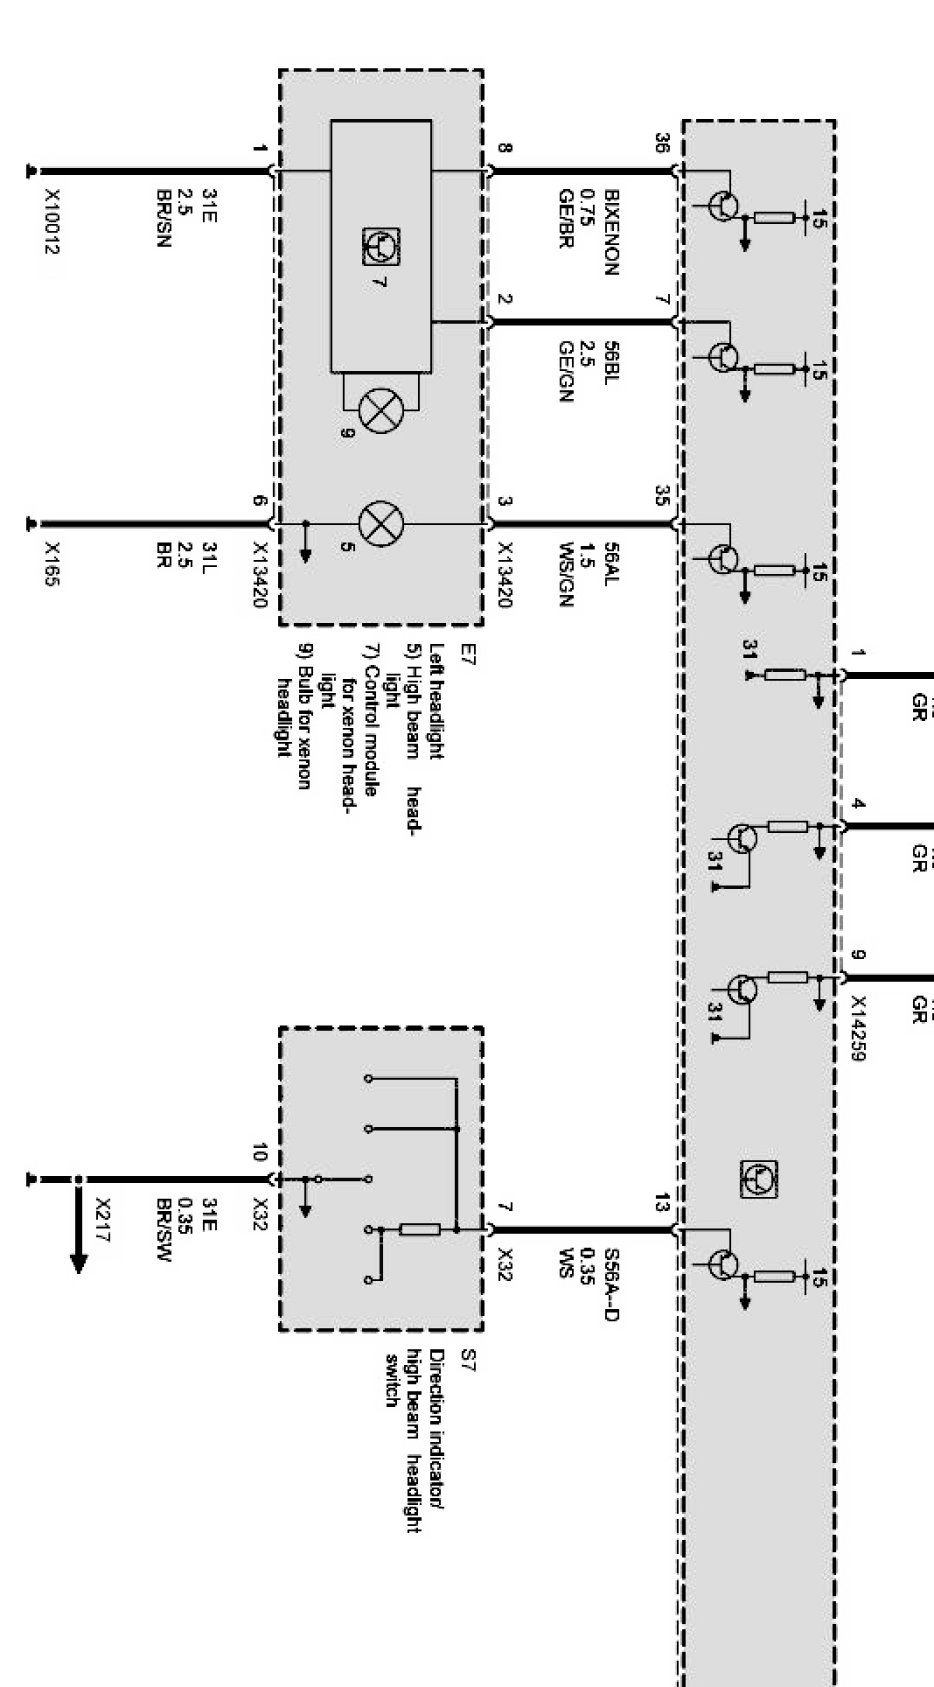 36
15
BIXENON
0.75
GE/BR
8
7
1
31E
2.5
BR/SN
X10012
7
15
56BL
2.5
GE/GN
2
9
35
15
56AL
1.5
WS/GN
3
X13420
5
6
X13420
31L
2.5
BR
X165
E7
Left headlight
5) High beam head-
light
7) Control module
for xenon head-
light
9) Bulb for xenon
headlight
1
GR
31
4
GR
31
9
X14259
GR
31
13
15
S56A--D
0.35
WS
7
X32
10
X32
31E
0.35
BR/SW
X217
S7
Direction indicator/
high beam headlight
switch